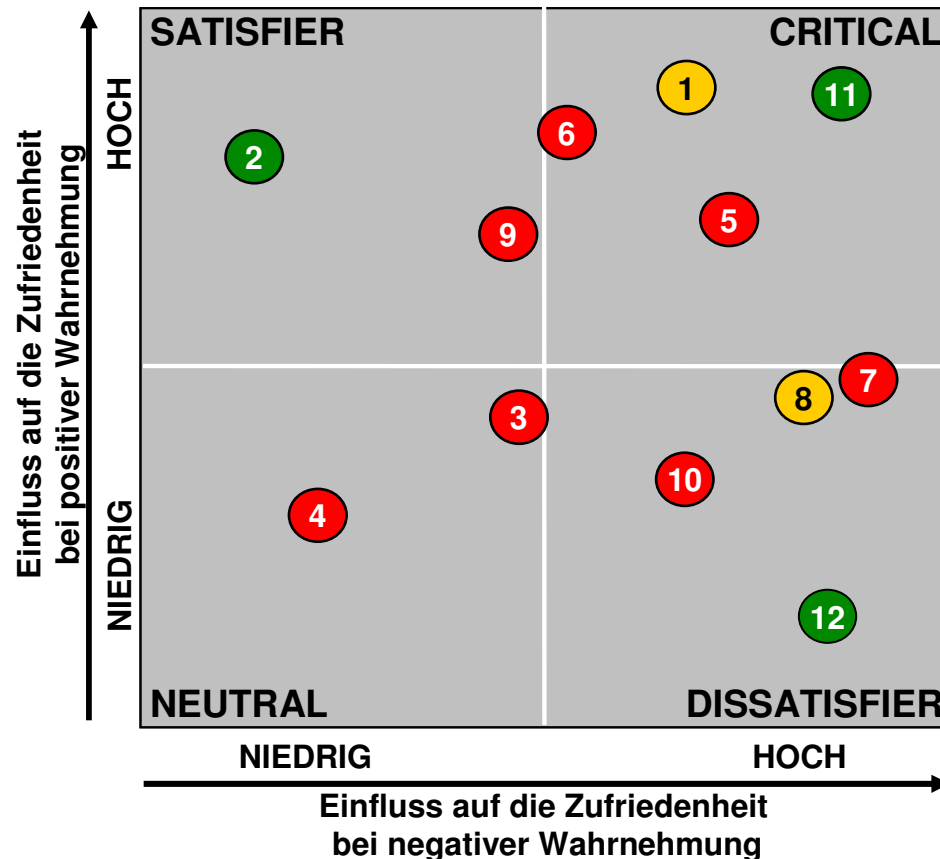 SATISFIER
CRITICAL
1
11
6
2
5
9
7
8
3
10
4
12
NEUTRAL
DISSATISFIER
HOCH
NIEDRIG
Einfluss auf die Zufriedenheit
bei positiver Wahrnehmung
NIEDRIG
HOCH
Einfluss auf die Zufriedenheit
bei negativer Wahrnehmung